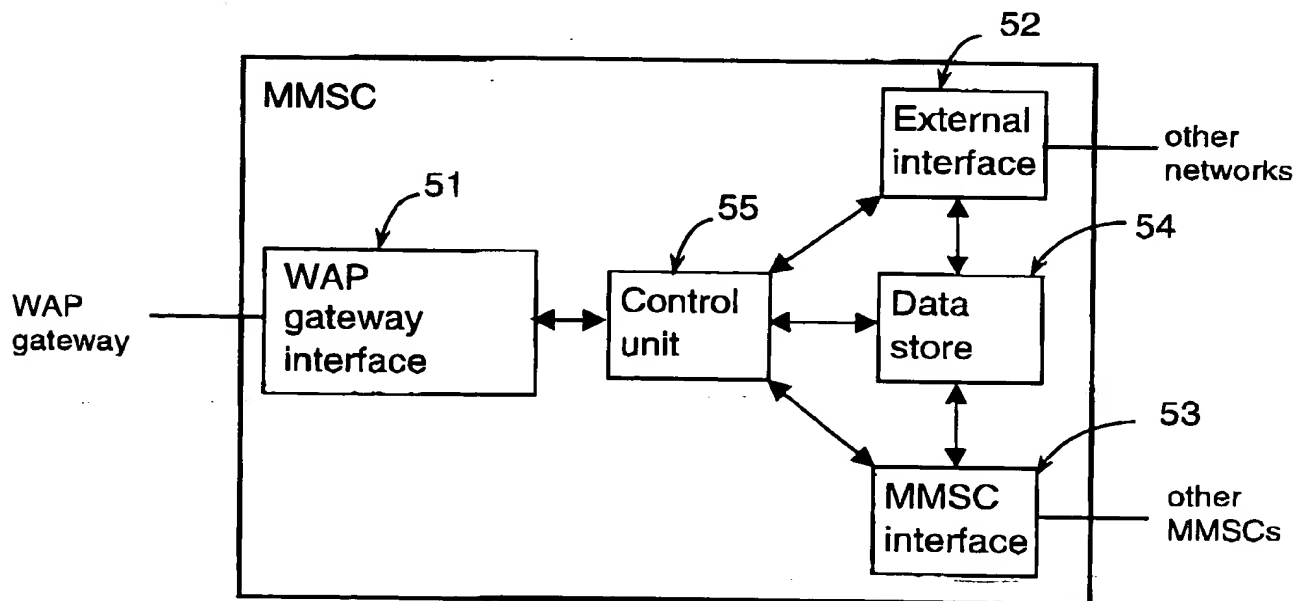 52
MMSC
External
interface
other
networks
51
55
54
WAP
gateway
interface
Control
unit
Data
store
WAP
gateway
53
MMSC
interface
other
MMSCs